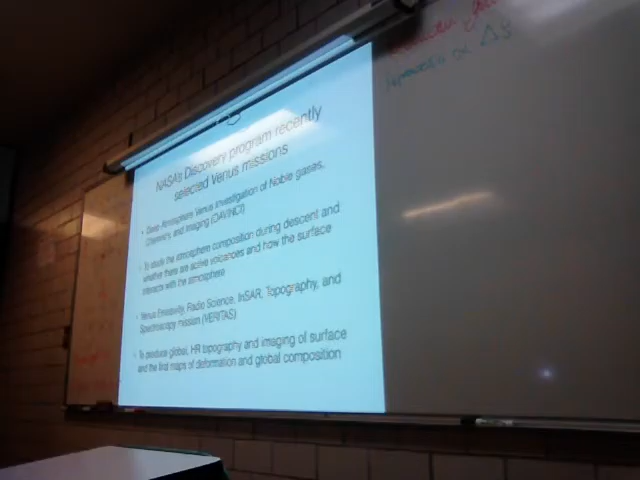 NASA's Discovery program recently
selected Venus missions
Deep Atmosphere Venus Investigation of Noble gases,
Chemistry, and Imaging (DAVINCI)
To study the atmosphere composition during descent and
whether there are active volcanoes and how the surface
interacts with the atmosphere
Venus Emissivity, Radio Science, InSAR, Topography, and
Spectroscopy mission (VERITAS)
To produce global, HR topography and imaging of surface
and the first maps of deformation and global composition
∝ Δg